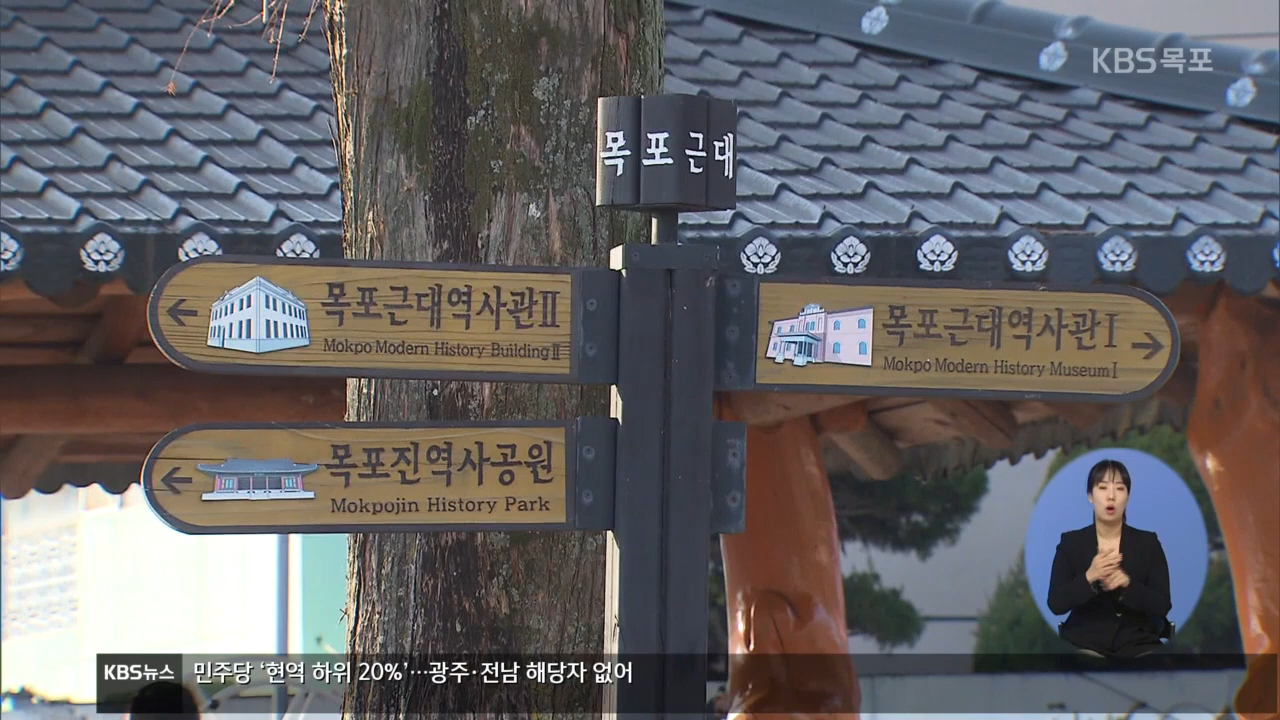 KBS목포
목포근대
목포근대역사관Ⅱ
Mokpo Modern History Building Ⅱ
목포근대역사관Ⅰ
Mokpo Modern History Museum Ⅰ
목포진역사공원
Mokpojin History Park
KBS뉴스 민주당 ‘현역 하위 20%’…광주·전남 해당자 없어